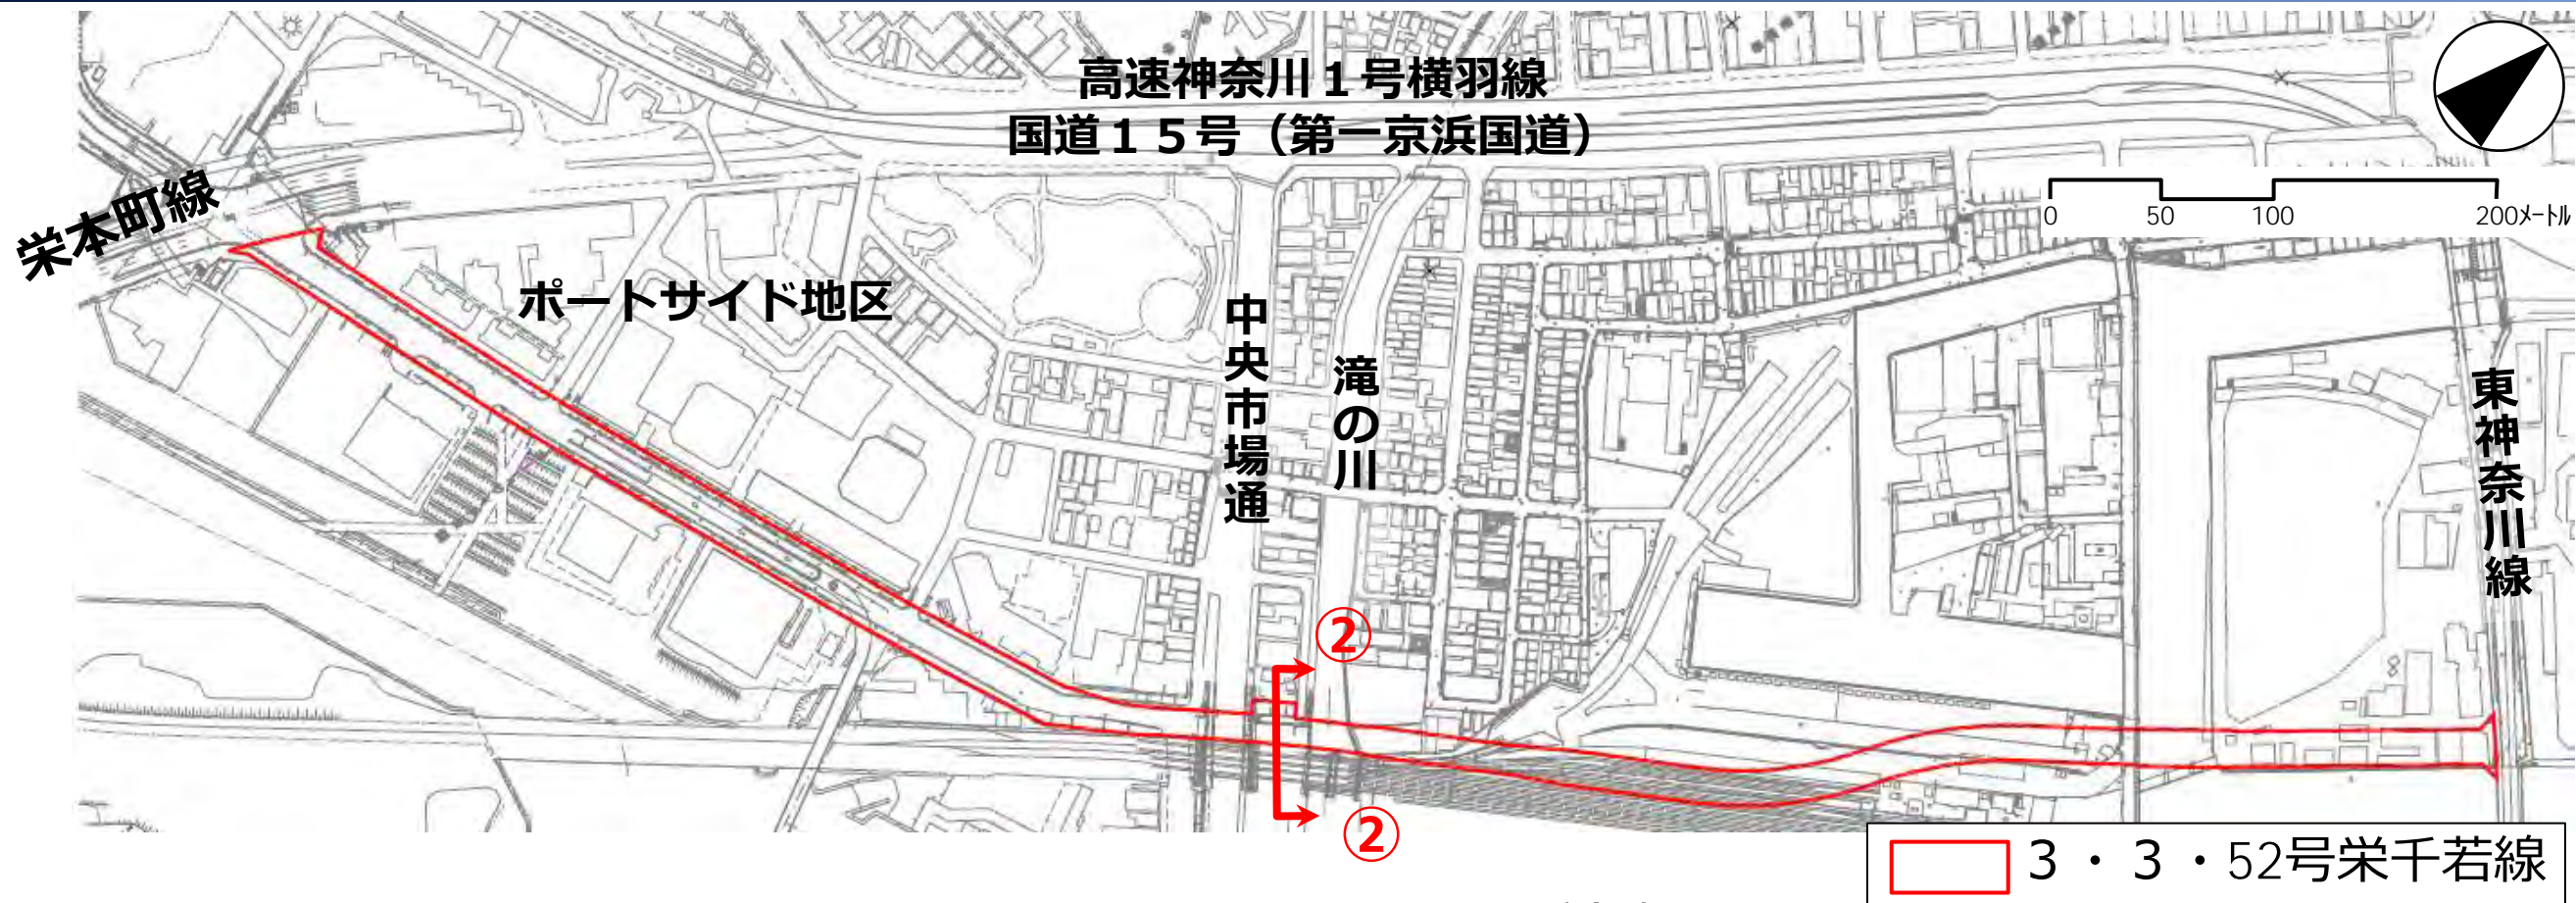 高速神奈川１号横羽線
国道１５号（第一京浜国道）
栄本町線
ポートサイド地区
中央市場通
滝の川
東神奈川線
0 50 100 200メートル
②
②
３・３・52号栄千若線